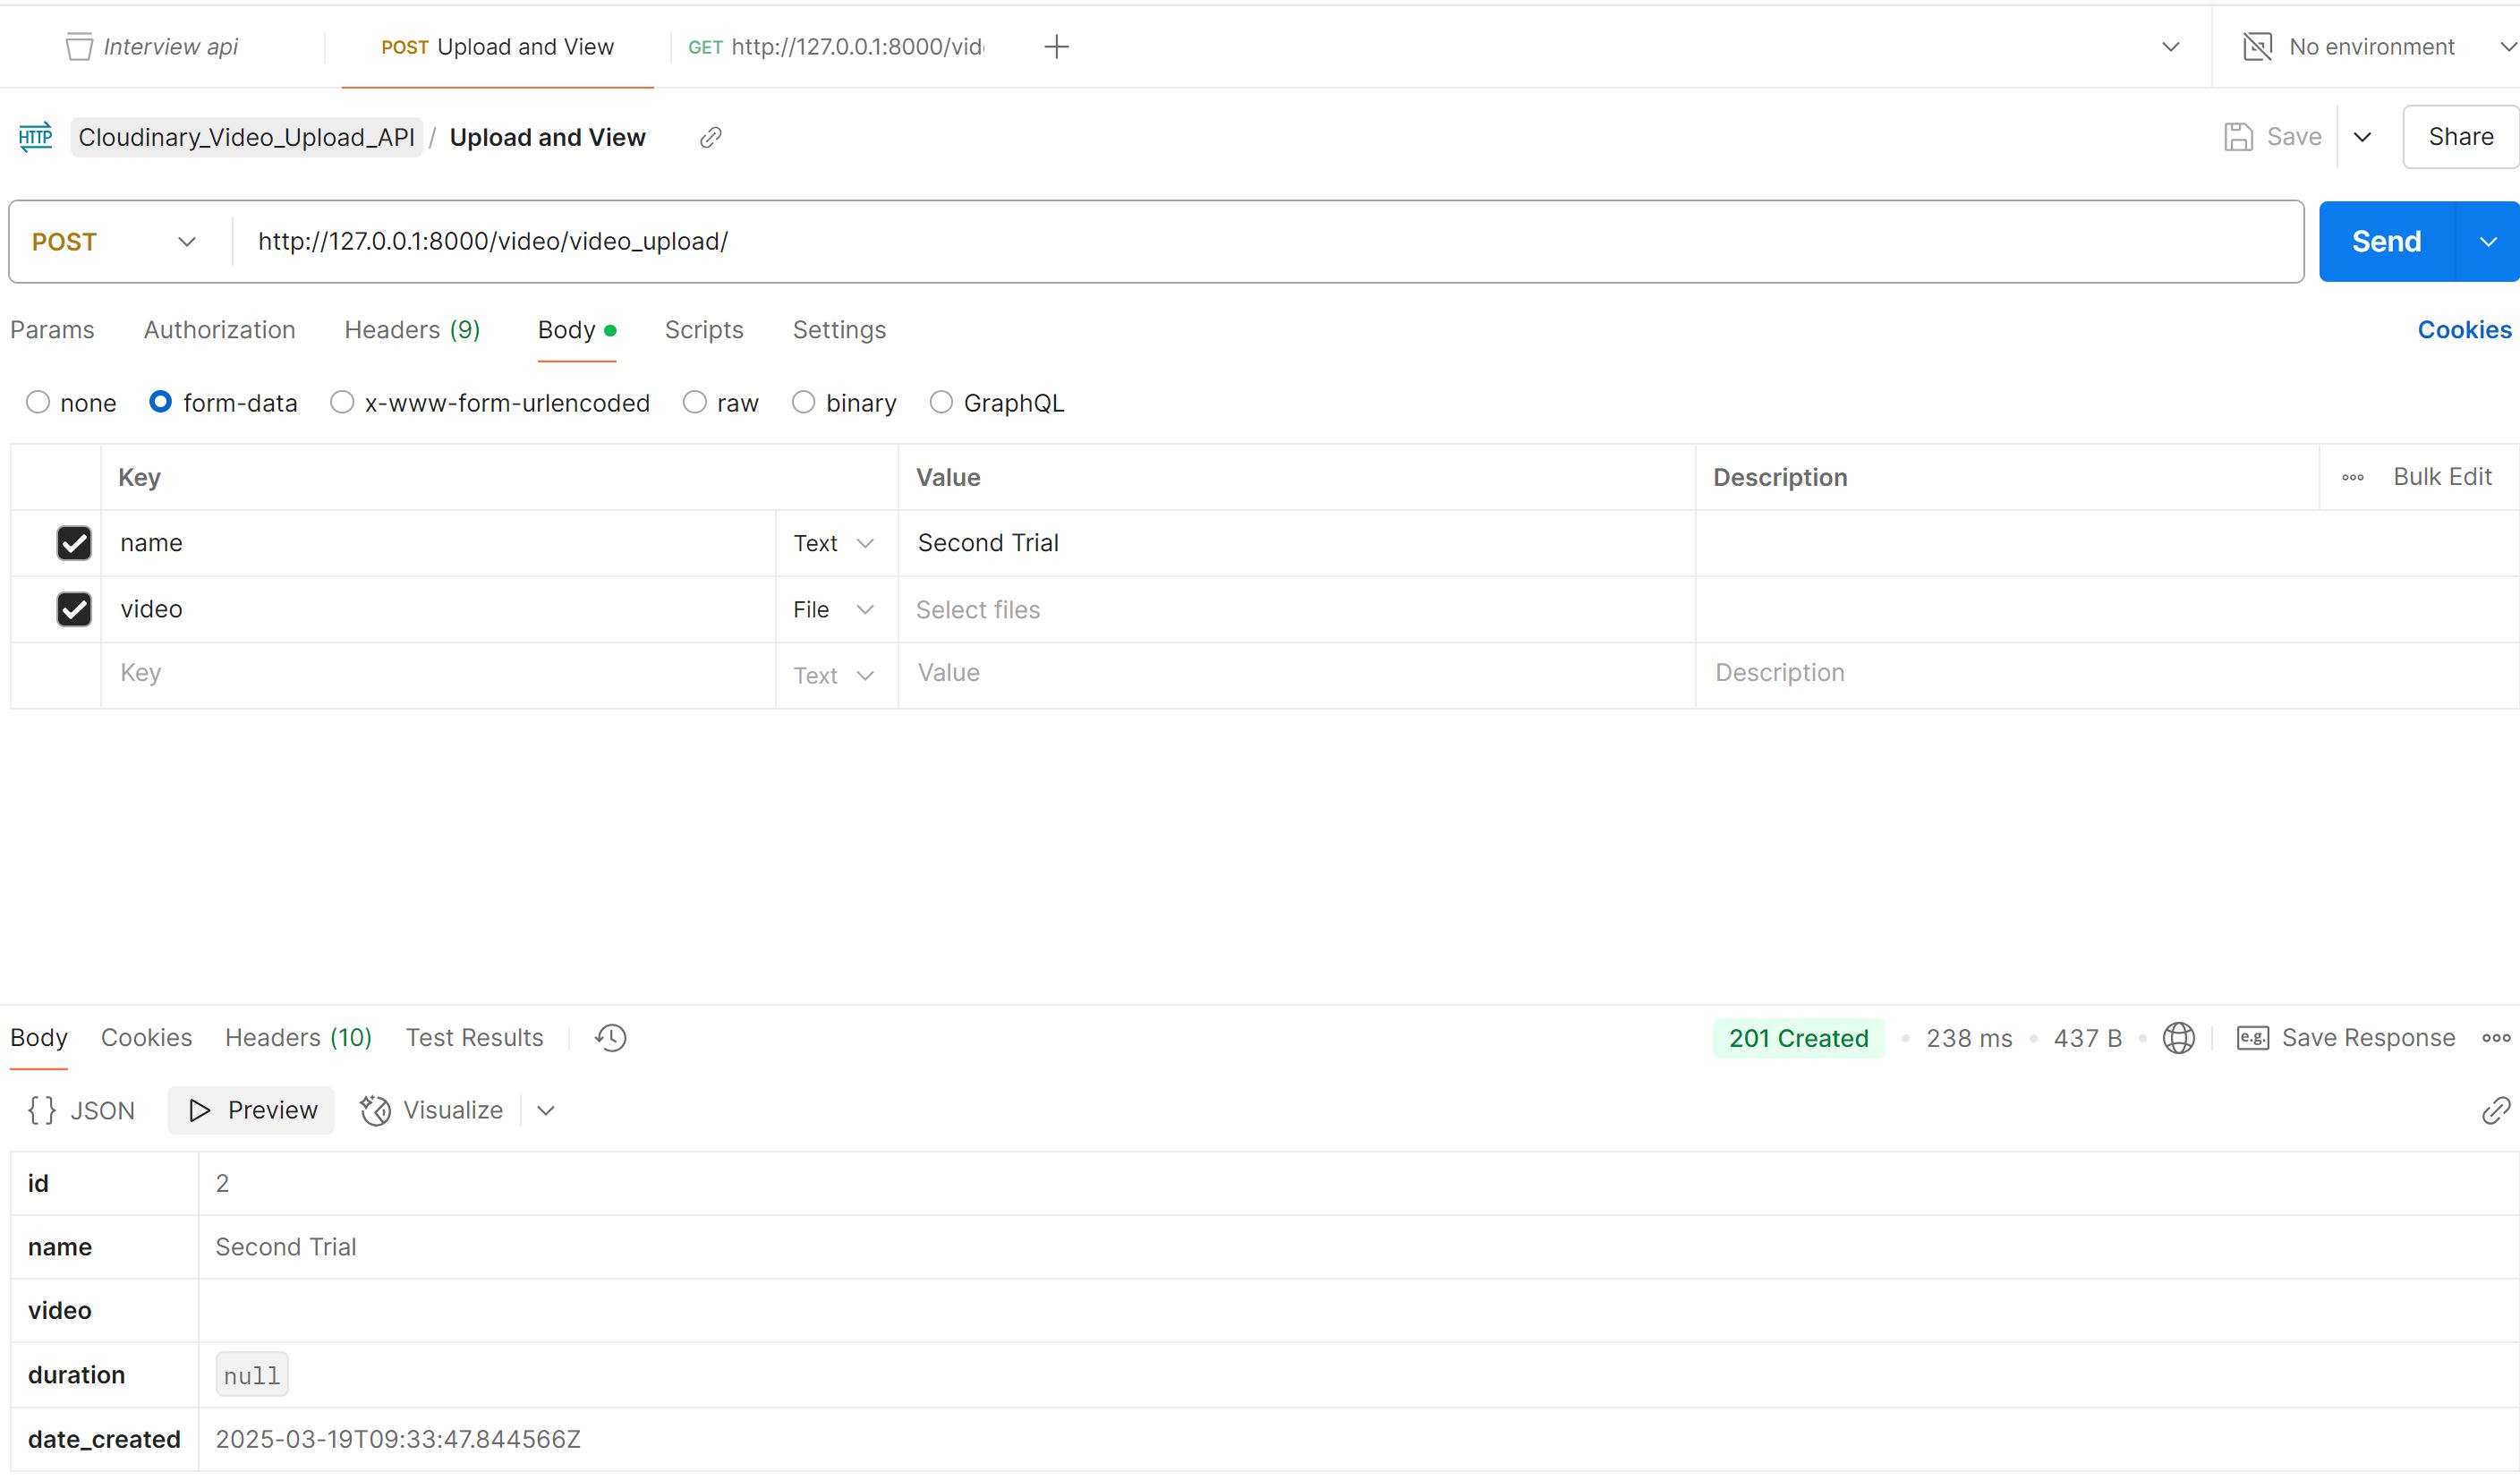 Interview api
POST Upload and View
GET http://127.0.0.1:8000/vid
No environment
HTTP Cloudinary_Video_Upload_API / Upload and View
Save
Share
POST http://127.0.0.1:8000/video/video_upload/
Send
Params Authorization Headers (9) Body Scripts Settings
Cookies
none form-data x-www-form-urlencoded raw binary GraphQL
Key Value Description ooo Bulk Edit
name Text Second Trial
video File Select files
Key Text Value Description
Body Cookies Headers (10) Test Results
201 Created • 238 ms • 437 B • e.g. Save Response ooo
{} JSON Preview Visualize
id 2
name Second Trial
video
duration null
date_created 2025-03-19T09:33:47.844566Z